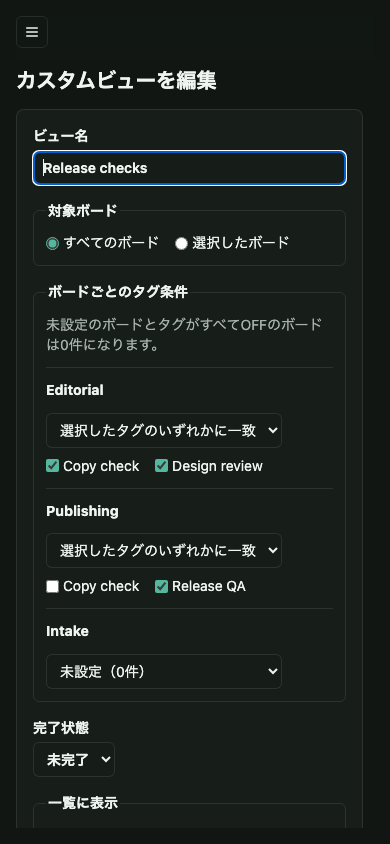 カスタムビューを編集
ビュー名
Release checks
対象ボード
すべてのボード 選択したボード
ボードごとのタグ条件
未設定のボードとタグがすべてOFFのボード
は0件になります。
Editorial
選択したタグのいずれかに一致
Copy check Design review
Publishing
選択したタグのいずれかに一致
Copy check Release QA
Intake
未設定（0件）
完了状態
未完了
一覧に表示